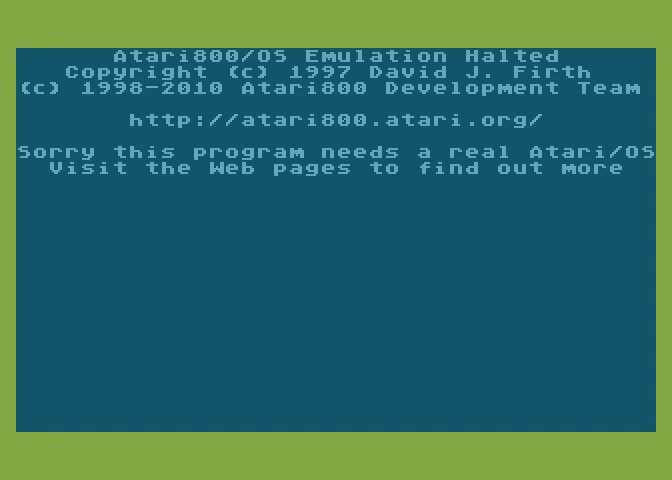 Atari800/OS Emulation Halted
Copyright (c) 1997 David J. Firth
(c) 1998-2010 Atari800 Development Team
http://atari800.atari.org/
Sorry this program needs a real Atari/OS
Visit the Web pages to find out more